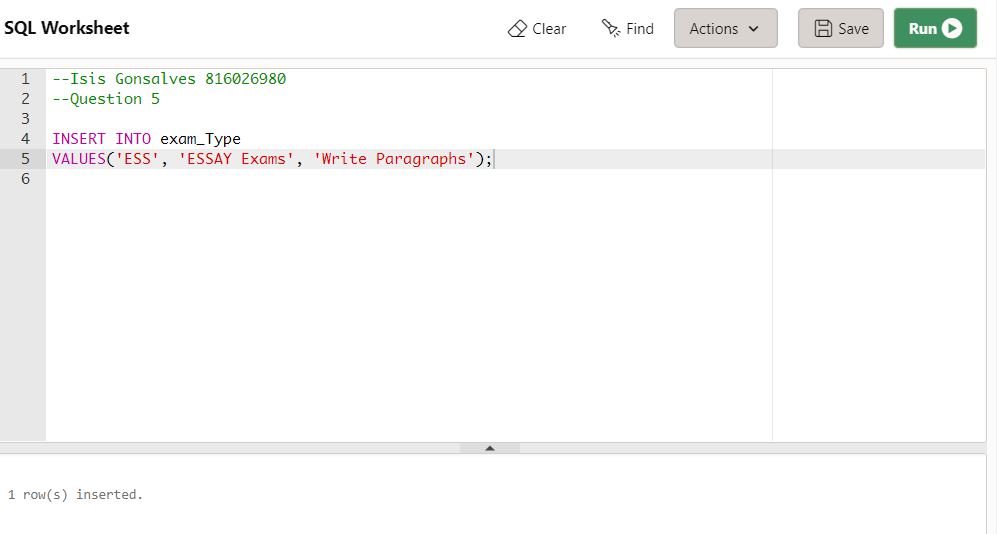 SQL Worksheet
Clear
Find
Actions
Save
Run
1 --Isis Gonsalves 816026980
2 --Question 5
3
4 INSERT INTO exam_Type
5 VALUES('ESS', 'ESSAY Exams', 'Write Paragraphs');
6
1 row(s) inserted.